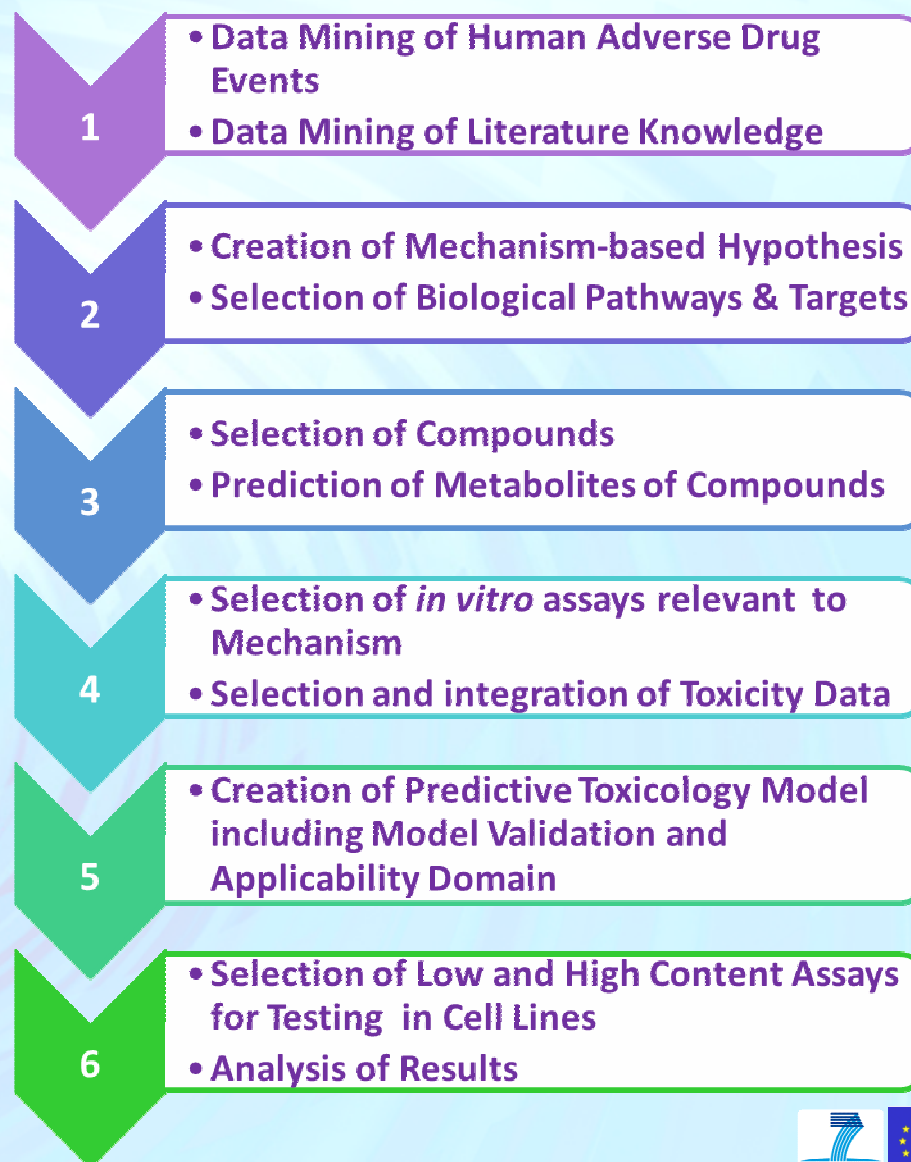 1
• Data Mining of Human Adverse Drug
Events
• Data Mining of Literature Knowledge
2
• Creation of Mechanism-based Hypothesis
• Selection of Biological Pathways & Targets
3
• Selection of Compounds
• Prediction of Metabolites of Compounds
4
• Selection of in vitro assays relevant to
Mechanism
• Selection and integration of Toxicity Data
5
• Creation of Predictive Toxicology Model
including Model Validation and
Applicability Domain
6
• Selection of Low and High Content Assays
for Testing in Cell Lines
• Analysis of Results
7